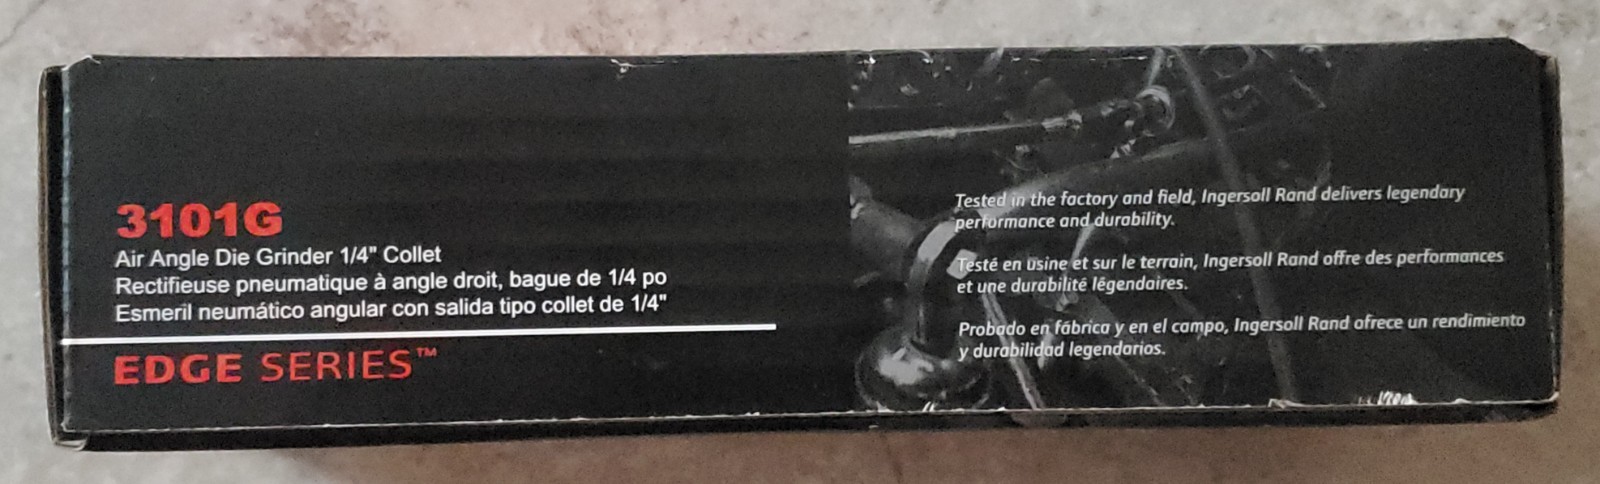 3101G
Air Angle Die Grinder 1/4" Collet
Rectifieuse pneumatique à angle droit, bague de 1/4 po
Esmeril neumático angular con salida tipo collet de 1/4"
EDGE SERIES™
Tested in the factory and field, Ingersoll Rand delivers legendary
performance and durability.
Testé en usine et sur le terrain, Ingersoll Rand offre des performances
et une durabilité légendaires.
Probado en fábrica y en el campo, Ingersoll Rand ofrece un rendimiento
y durabilidad legendarios.